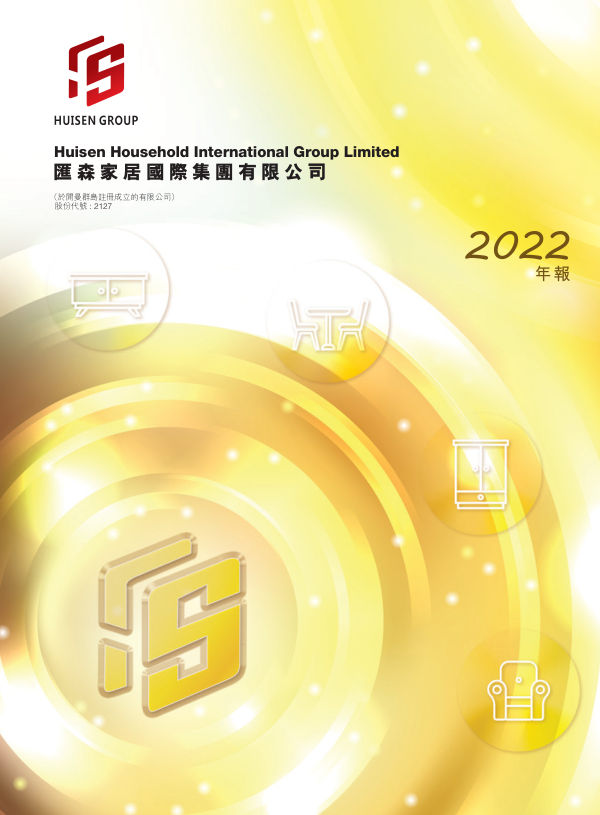 HUISEN GROUP
Huisen Household International Group Limited
匯森家居國際集團有限公司
(於開曼群島註冊成立的有限公司)
股份代號 : 2127
2022
年報